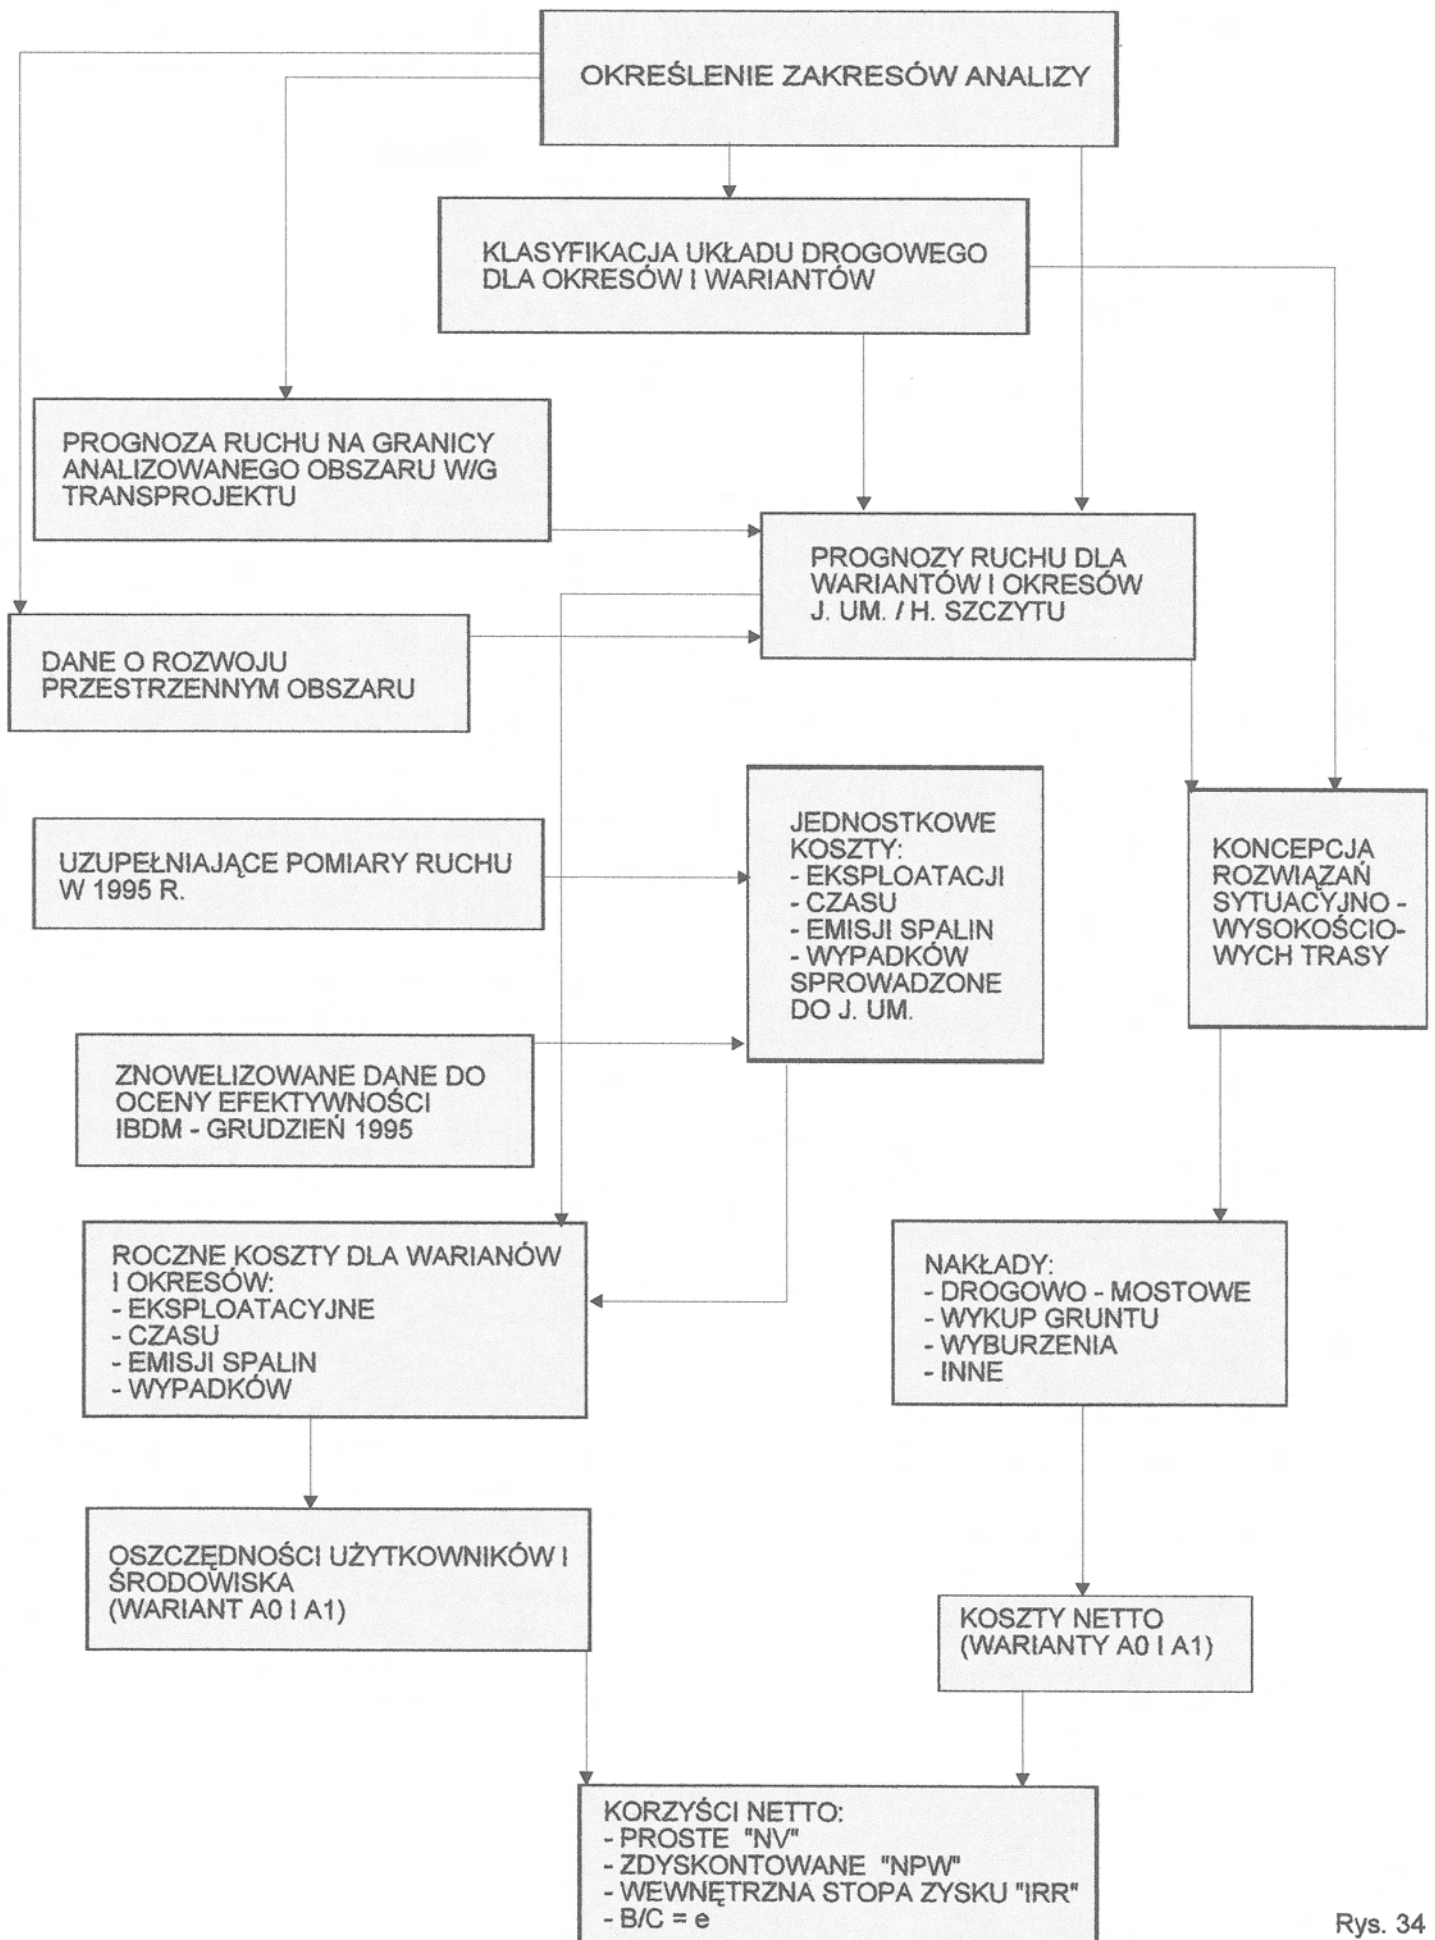 OKREŚLENIE ZAKRESÓW ANALIZY
KLASYFIKACJA UKŁADU DROGOWEGO
DLA OKRESÓW I WARIANTÓW
PROGNOZA RUCHU NA GRANICY
ANALIZOWANEGO OBSZARU W/G
TRANSPROJEKTU
PROGNOZY RUCHU DLA
WARIANTÓW I OKRESÓW
J. UM. / H. SZCZYTU
DANE O ROZWOJU
PRZESTRZENNYM OBSZARU
UZUPEŁNIAJĄCE POMIARY RUCHU
W 1995 R.
JEDNOSTKOWE
KOSZTY:
- EKSPLOATACJI
- CZASU
- EMISJI SPALIN
- WYPADKÓW
SPROWADZONE
DO J. UM.
KONCEPCJA
ROZWIĄZAŃ
SYTUACYJNO -
WYSOKOŚCIO-
WYCH TRASY
ZNOWELIZOWANE DANE DO
OCENY EFEKTYWNOŚCI
IBDM - GRUDZIEŃ 1995
ROCZNE KOSZTY DLA WARIANÓW
I OKRESÓW:
- EKSPLOATACYJNE
- CZASU
- EMISJI SPALIN
- WYPADKÓW
NAKŁADY:
- DROGOWO - MOSTOWE
- WYKUP GRUNTU
- WYBURZENIA
- INNE
OSZCZĘDNOŚCI UŻYTKOWNIKÓW I
ŚRODOWISKA
(WARIANT A0 I A1)
KOSZTY NETTO
(WARIANTY A0 I A1)
KORZYŚCI NETTO:
- PROSTE "NV"
- ZDYSKONTOWANE "NPW"
- WEWNĘTRZNA STOPA ZYSKU "IRR"
- B/C = e
Rys. 34